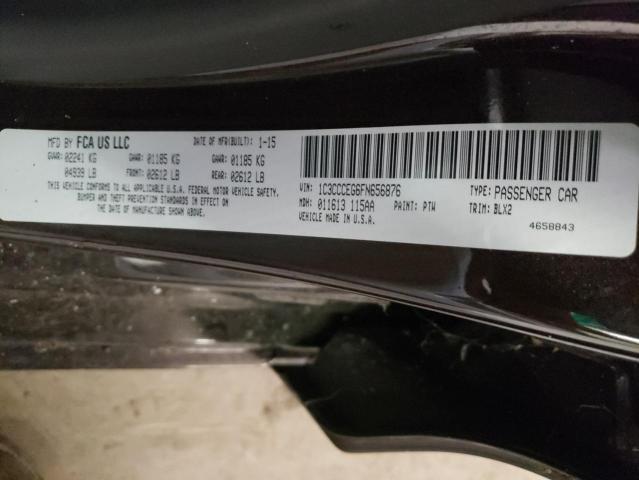 MFD BY FCA US LLC DATE OF MFR(BUILT): 1-15
GVWR: 02241 KG GAWR: 01185 KG GAWR: 01185 KG
04939 LB FRONT: 02612 LB REAR: 02612 LB
THIS VEHICLE CONFORMS TO ALL APPLICABLE U.S.A. FEDERAL MOTOR VEHICLE SAFETY,
BUMPER AND THEFT PREVENTION STANDARDS IN EFFECT ON
THE DATE OF MANUFACTURE SHOWN ABOVE.
VIN: 1C3CCCEG6FN656876 TYPE: PASSENGER CAR
MDH: 011613 115AA PAINT: PTW TRIM: BLX2
VEHICLE MADE IN U.S.A. 4658843